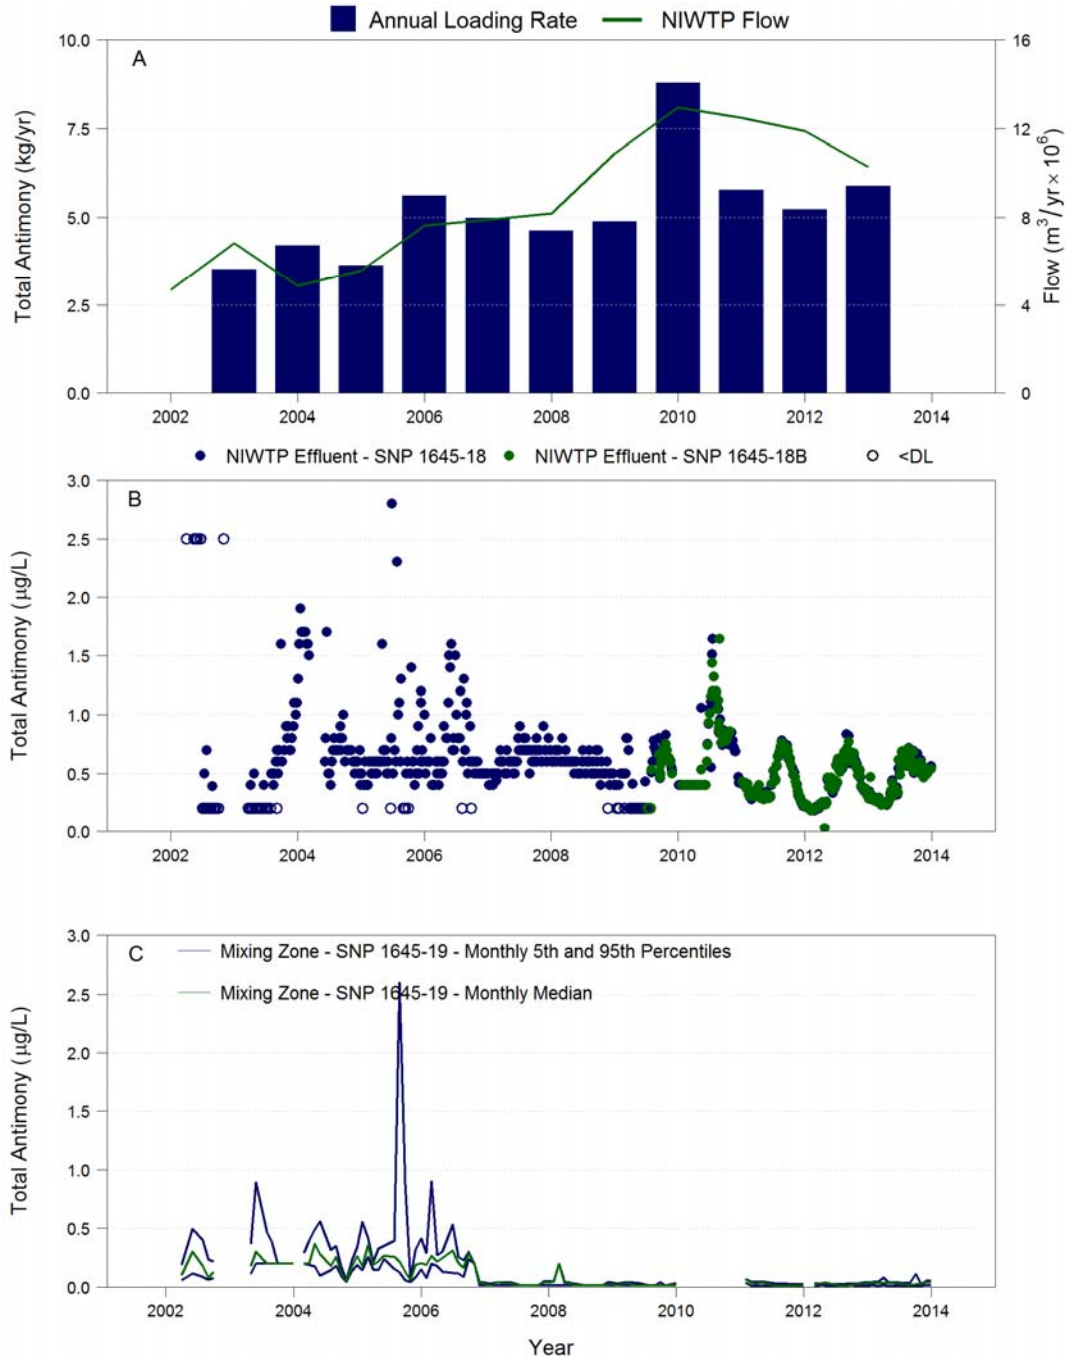 Annual Loading Rate NIWTP Flow
A
10.0
7.5
5.0
2.5
0.0
Total Antimony (kg/yr)
16
12
8
4
0
Flow (m³/yr × 10⁶)
2002 2004 2006 2008 2010 2012 2014
NIWTP Effluent - SNP 1645-18 NIWTP Effluent - SNP 1645-18B <DL
B
3.0
2.5
2.0
1.5
1.0
0.5
0.0
Total Antimony (µg/L)
2002 2004 2006 2008 2010 2012 2014
C
Mixing Zone - SNP 1645-19 - Monthly 5th and 95th Percentiles
Mixing Zone - SNP 1645-19 - Monthly Median
3.0
2.5
2.0
1.5
1.0
0.5
0.0
Total Antimony (µg/L)
2002 2004 2006 2008 2010 2012 2014
Year